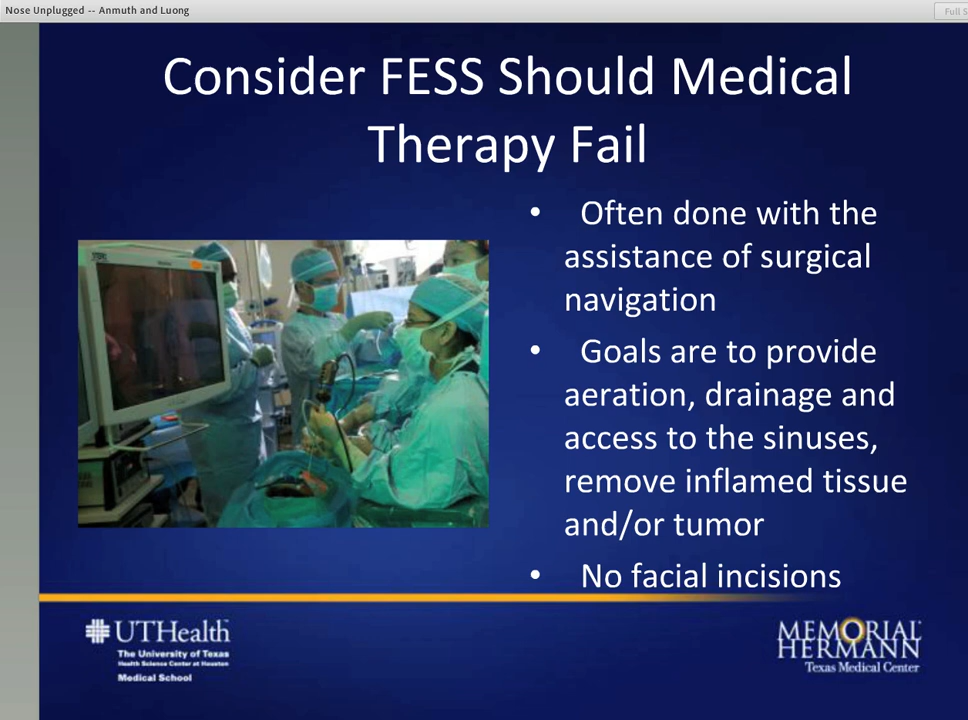 Nose Unplugged -- Anmuth and Luong
Full S
Consider FESS Should Medical
Therapy Fail
• Often done with the
assistance of surgical
navigation
• Goals are to provide
aeration, drainage and
access to the sinuses,
remove inflamed tissue
and/or tumor
• No facial incisions
UTHealth
The University of Texas
Health Science Center at Houston
Medical School
MEMORIAL
HERMANN
Texas Medical Center